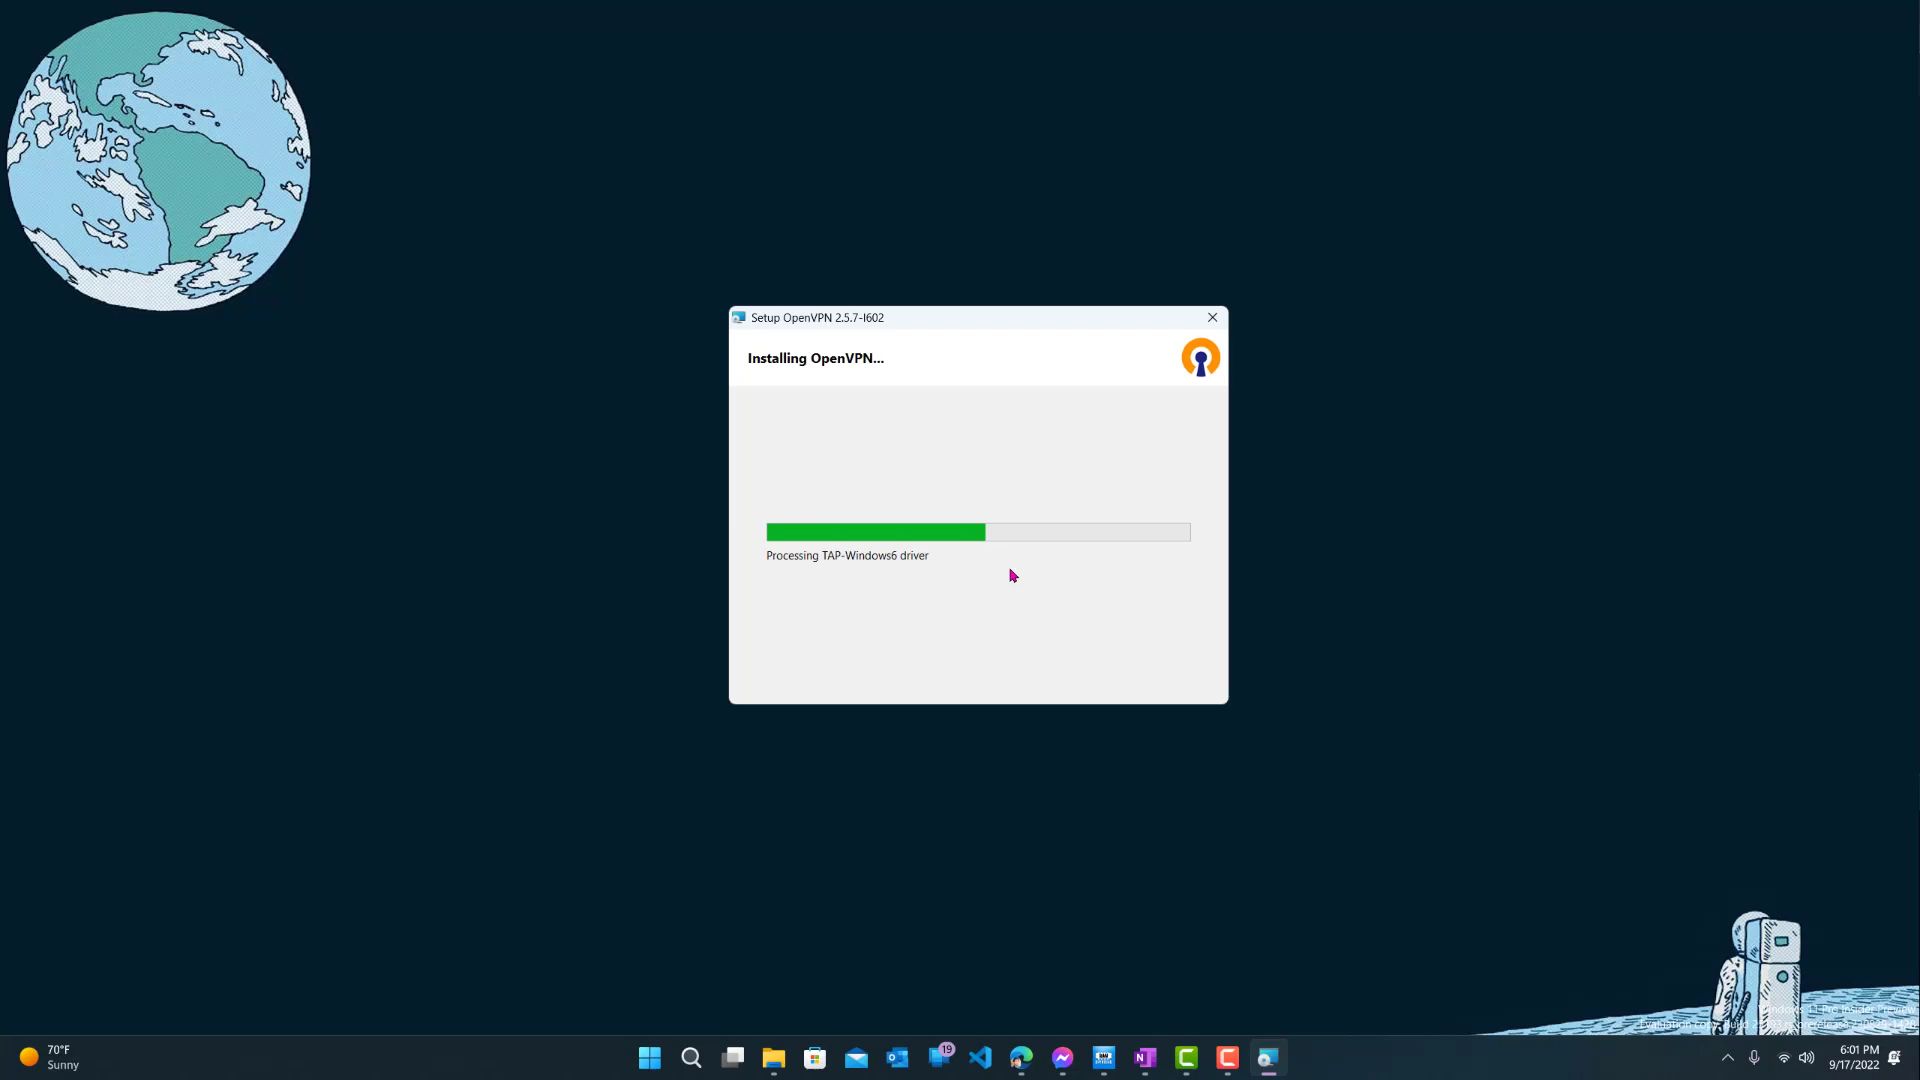 Setup OpenVPN 2.5.7-I602
Installing OpenVPN...
Processing TAP-Windows6 driver
70°F
Sunny
19
6:01 PM
9/17/2022